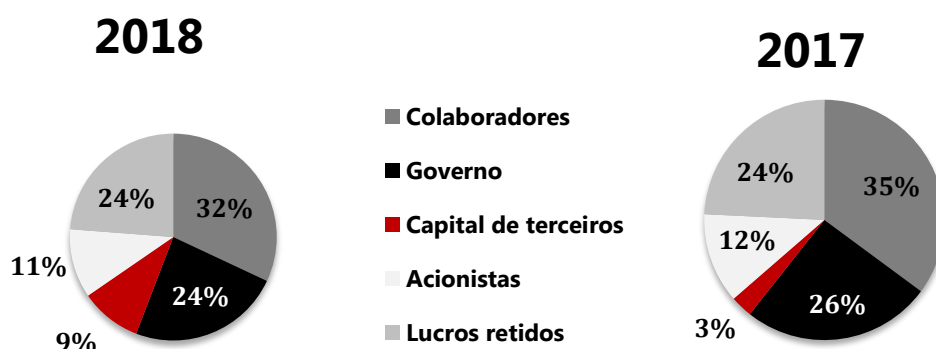 2018
2017
Colaboradores
Governo
Capital de terceiros
Acionistas
Lucros retidos
24%
32%
11%
24%
9%
24%
35%
12%
26%
3%